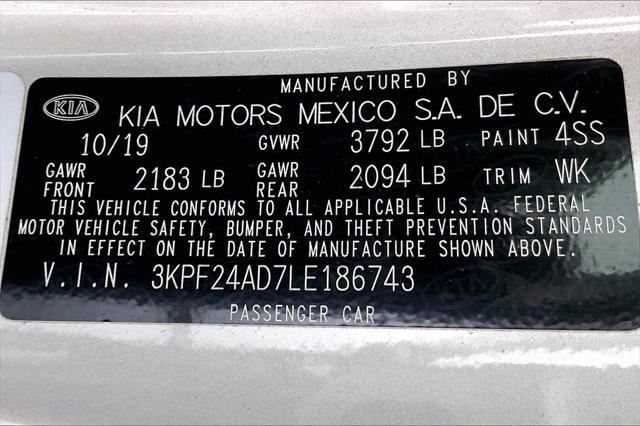 MANUFACTURED BY
KIA KIA MOTORS MEXICO S.A. DE C.V.
10/19 GVWR 3792 LB PAINT 4SS
GAWR FRONT 2183 LB GAWR REAR 2094 LB TRIM WK
THIS VEHICLE CONFORMS TO ALL APPLICABLE U.S.A. FEDERAL
MOTOR VEHICLE SAFETY, BUMPER, AND THEFT PREVENTION STANDARDS
IN EFFECT ON THE DATE OF MANUFACTURE SHOWN ABOVE.
V.I.N. 3KPF24AD7LE186743
PASSENGER CAR